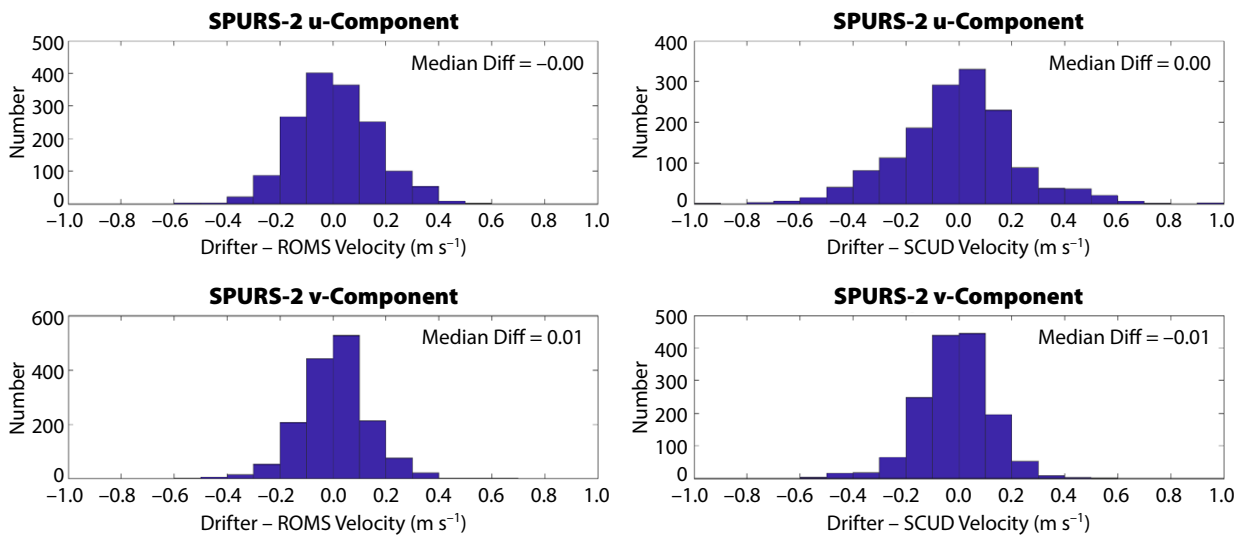 SPURS-2 u-Component
500
400
300
200
100
0
Number
Median Diff = –0.00
–1.0 –0.8 –0.6 –0.4 –0.2 0.0 0.2 0.4 0.6 0.8 1.0
Drifter – ROMS Velocity (m s⁻¹)
SPURS-2 u-Component
400
300
200
100
0
Number
Median Diff = 0.00
–1.0 –0.8 –0.6 –0.4 –0.2 0.0 0.2 0.4 0.6 0.8 1.0
Drifter – SCUD Velocity (m s⁻¹)
SPURS-2 v-Component
600
400
200
0
Number
Median Diff = 0.01
–1.0 –0.8 –0.6 –0.4 –0.2 0.0 0.2 0.4 0.6 0.8 1.0
Drifter – ROMS Velocity (m s⁻¹)
SPURS-2 v-Component
500
400
300
200
100
0
Number
Median Diff = –0.01
–1.0 –0.8 –0.6 –0.4 –0.2 0.0 0.2 0.4 0.6 0.8 1.0
Drifter – SCUD Velocity (m s⁻¹)